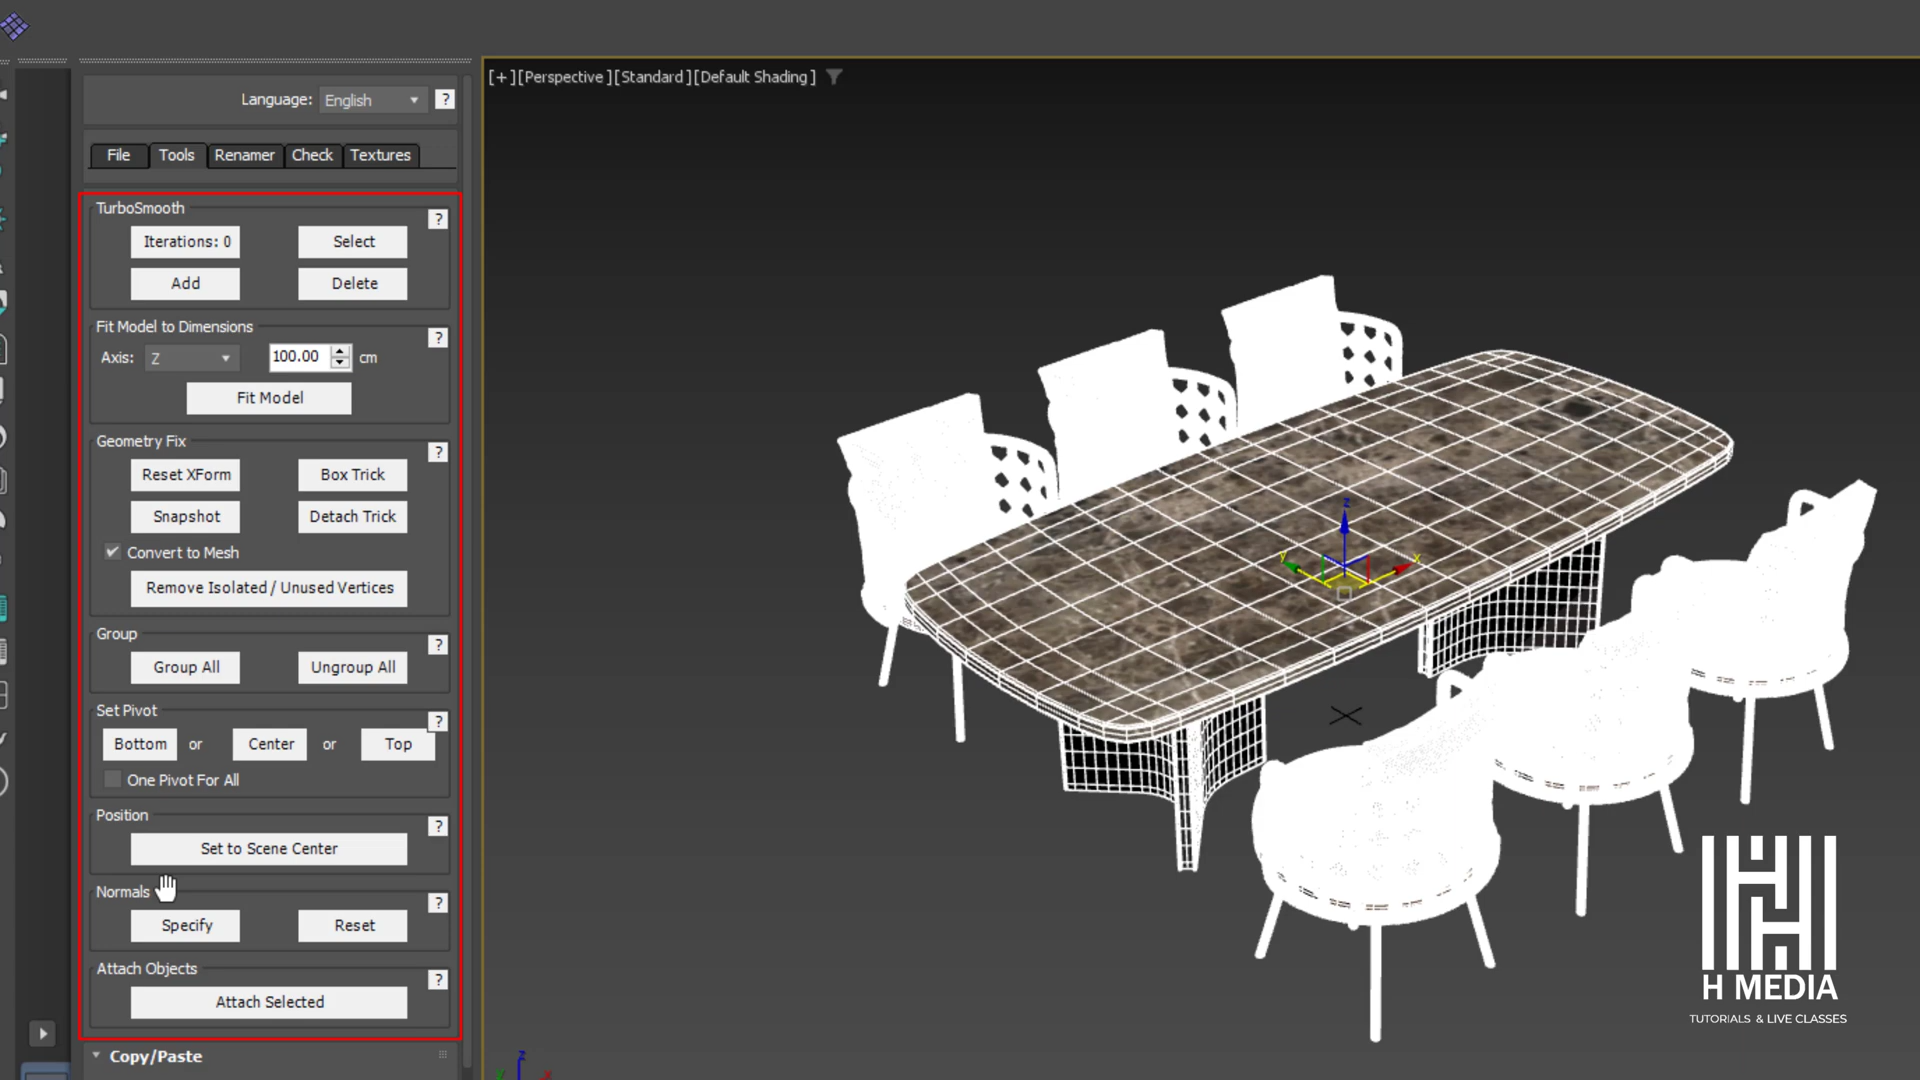 [+][Perspective ][Standard ][Default Shading ]
Language: English ?
File Tools Renamer Check Textures
TurboSmooth ?
Iterations: 0 Select
Add Delete
Fit Model to Dimensions ?
Axis: Z 100.00 cm
Fit Model
Geometry Fix ?
Reset XForm Box Trick
Snapshot Detach Trick
Convert to Mesh
Remove Isolated / Unused Vertices
Group ?
Group All Ungroup All
Set Pivot ?
Bottom or Center or Top
One Pivot For All
Position ?
Set to Scene Center
Normals ?
Specify Reset
Attach Objects ?
Attach Selected
Copy/Paste
z
y x
z
H MEDIA
TUTORIALS & LIVE CLASSES